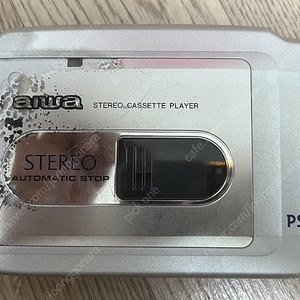 aiwa STEREO CASSETTE PLAYER
STEREO
AUTOMATIC STOP
PS